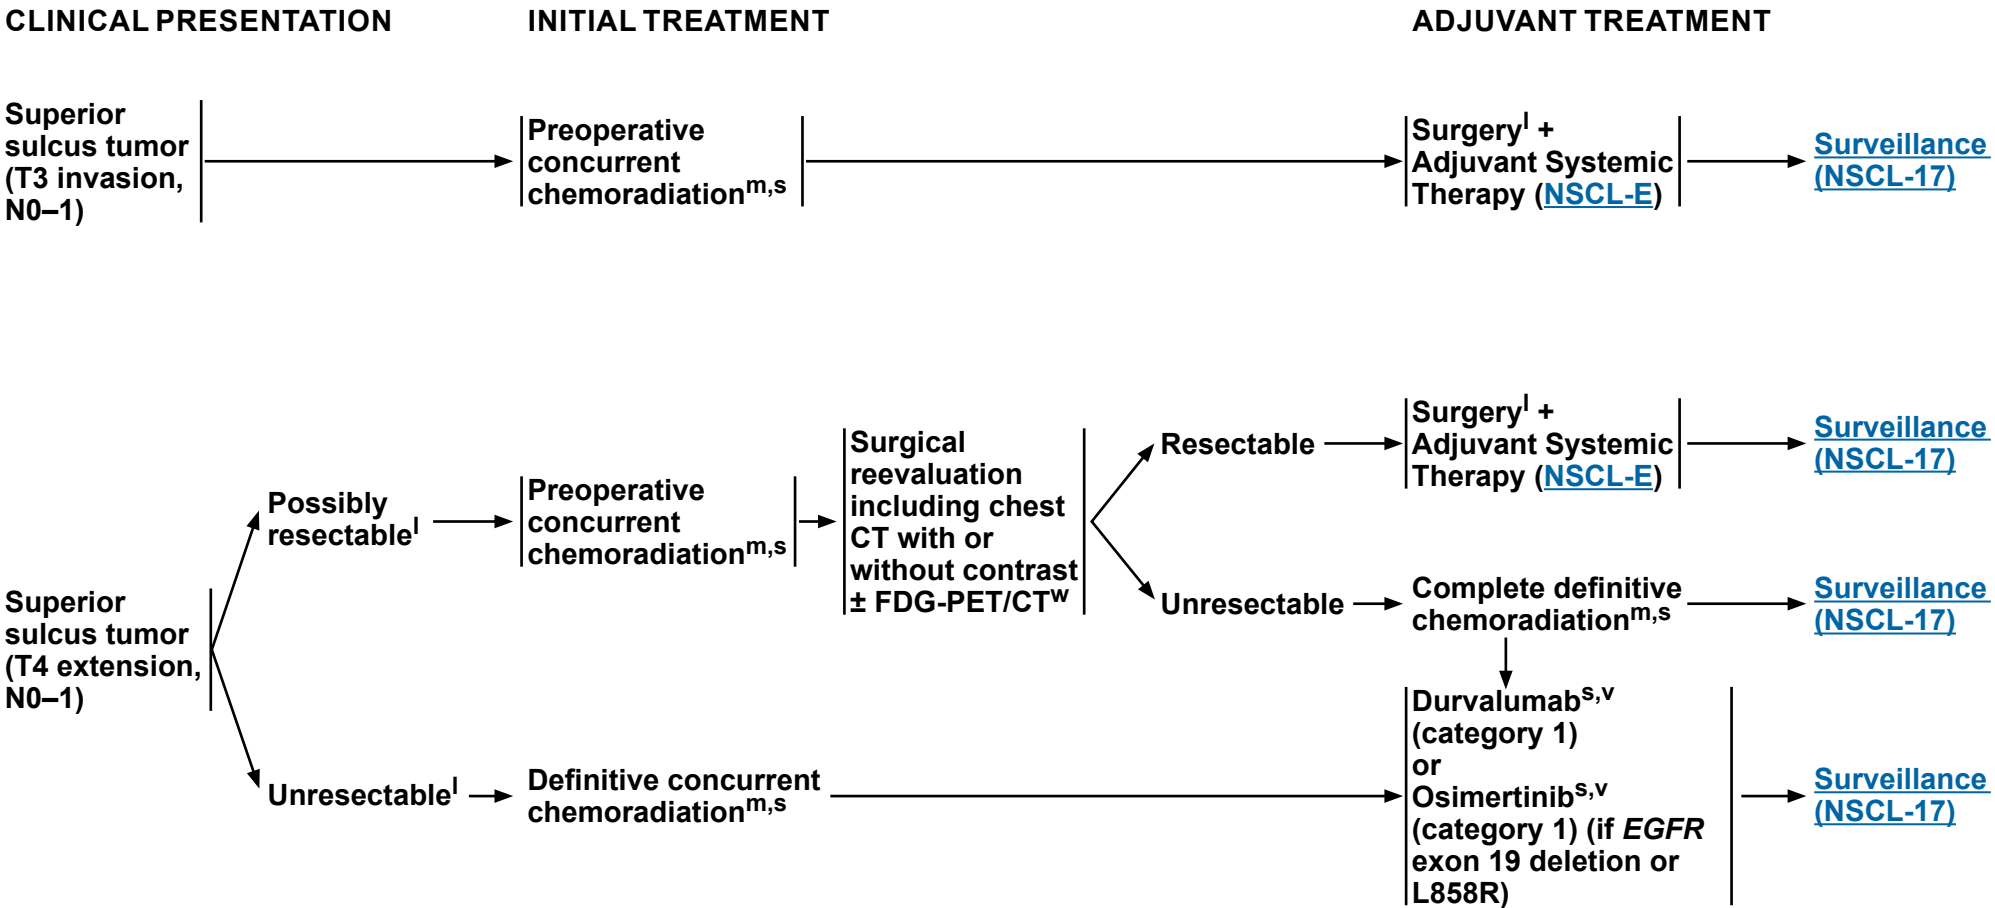 CLINICAL PRESENTATION
INITIAL TREATMENT
ADJUVANT TREATMENT
Superior
sulcus tumor
(T3 invasion,
N0–1)
Preoperative
concurrent
chemoradiationm,s
Surgeryl +
Adjuvant Systemic
Therapy (NSCL-E)
Surveillance
(NSCL-17)
Superior
sulcus tumor
(T4 extension,
N0–1)
Possibly
resectablel
Preoperative
concurrent
chemoradiationm,s
Surgical
reevaluation
including chest
CT with or
without contrast
± FDG-PET/CTw
Resectable
Surgeryl +
Adjuvant Systemic
Therapy (NSCL-E)
Surveillance
(NSCL-17)
Unresectable
Complete definitive
chemoradiationm,s
Surveillance
(NSCL-17)
Unresectablel
Definitive concurrent
chemoradiationm,s
Durvalumabs,v
(category 1)
or
Osimertinibs,v
(category 1) (if EGFR
exon 19 deletion or
L858R)
Surveillance
(NSCL-17)